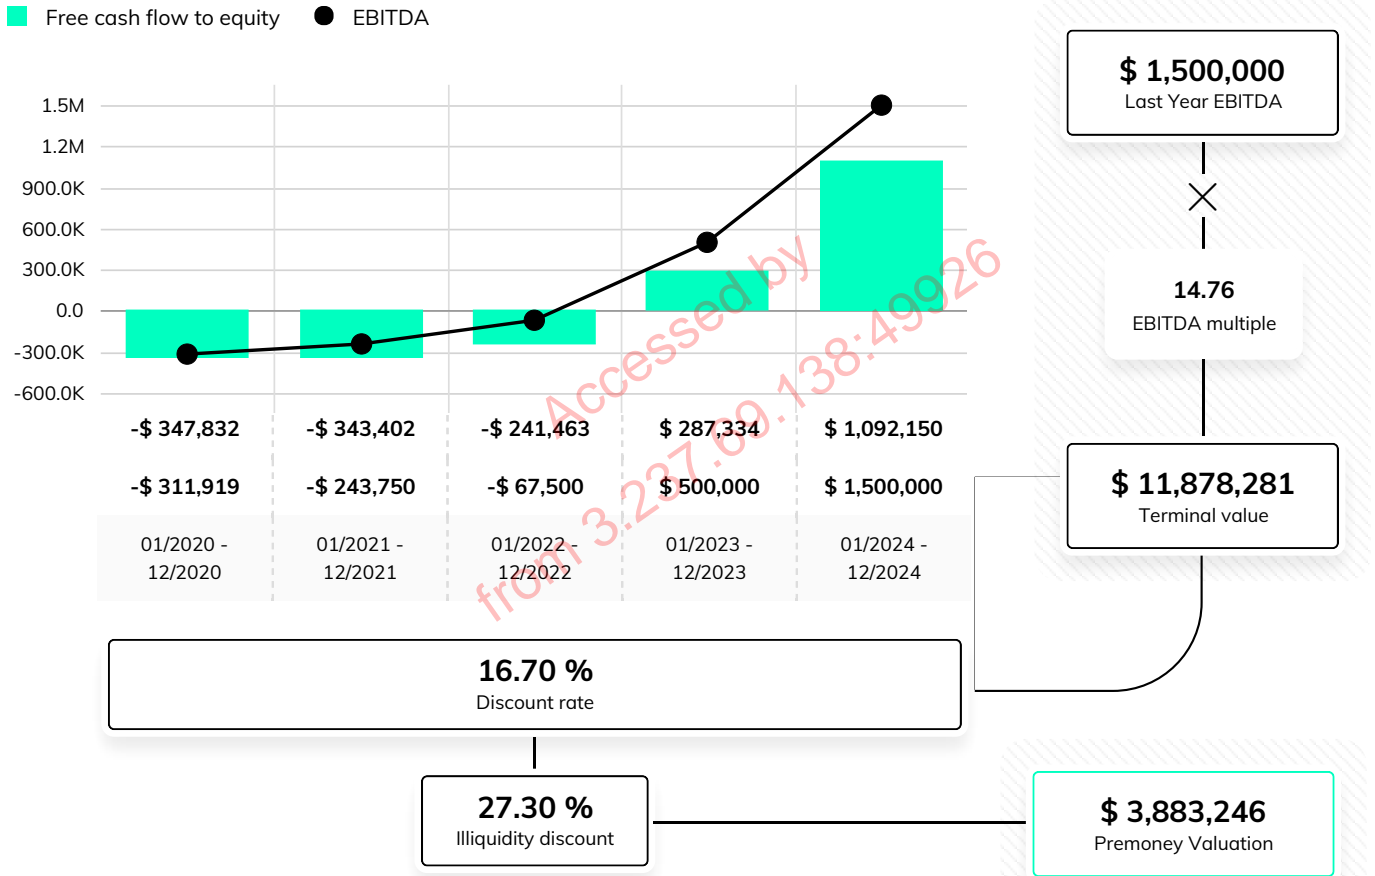 Free cash flow to equity EBITDA
1.5M
1.2M
900.0K
600.0K
300.0K
0.0
-300.0K
-600.0K
-$ 347,832 -$ 343,402 -$ 241,463 $ 287,334 $ 1,092,150
-$ 311,919 -$ 243,750 -$ 67,500 $ 500,000 $ 1,500,000
01/2020 - 01/2021 - 01/2022 - 01/2023 - 01/2024 -
12/2020 12/2021 12/2022 12/2023 12/2024
$ 1,500,000
Last Year EBITDA
14.76
EBITDA multiple
$ 11,878,281
Terminal value
16.70 %
Discount rate
27.30 %
Illiquidity discount
$ 3,883,246
Premoney Valuation
Accessed by
from 3.237.69.138:49926